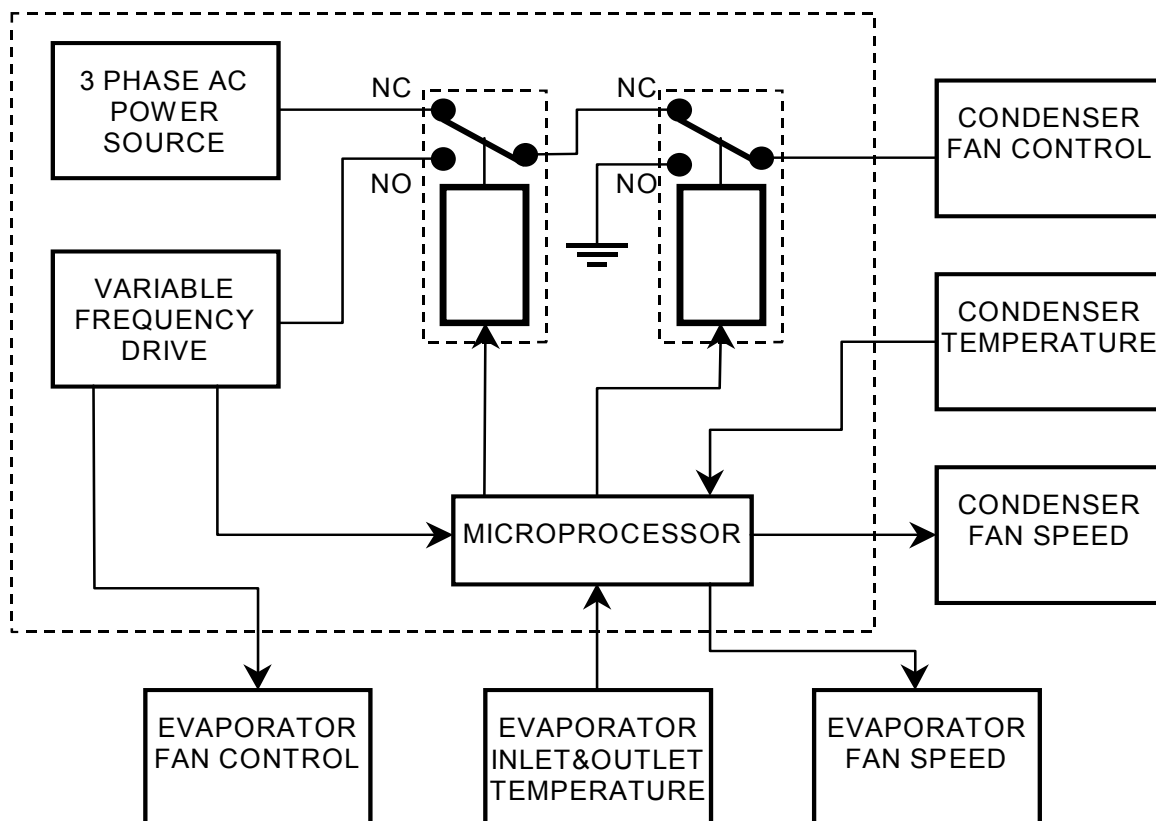 3 PHASE AC
POWER
SOURCE
NC
NO
NC
NO
CONDENSER
FAN CONTROL
VARIABLE
FREQUENCY
DRIVE
CONDENSER
TEMPERATURE
MICROPROCESSOR
CONDENSER
FAN SPEED
EVAPORATOR
FAN CONTROL
EVAPORATOR
INLET&OUTLET
TEMPERATURE
EVAPORATOR
FAN SPEED